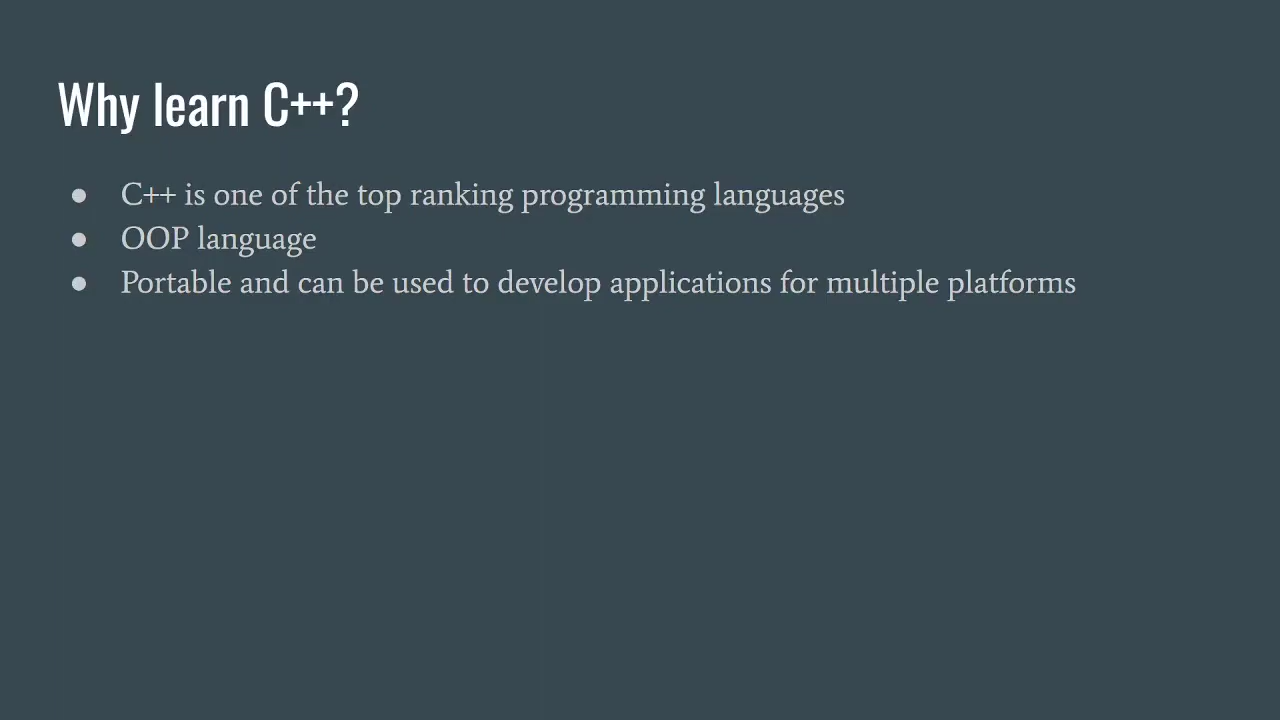 Why learn C++?
● C++ is one of the top ranking programming languages
● OOP language
● Portable and can be used to develop applications for multiple platforms